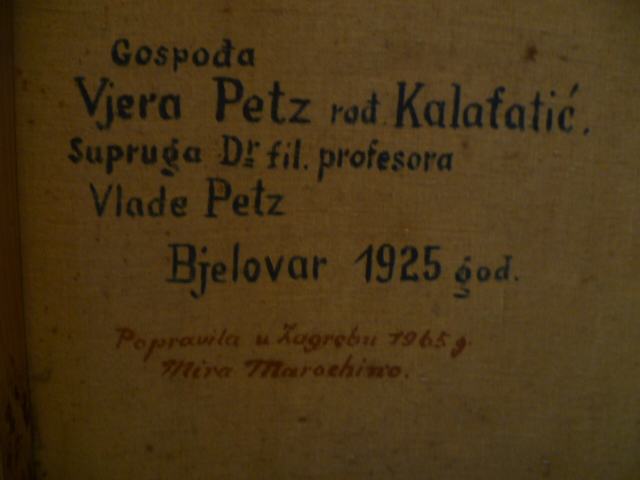 Gospođa
Vjera Petz rođ. Kalafatić.
Supruga Dr. fil. profesora
Vlade Petz
Bjelovar 1925 god.
Popravila u Zagrebu 1965 g.
Mira Marochino.